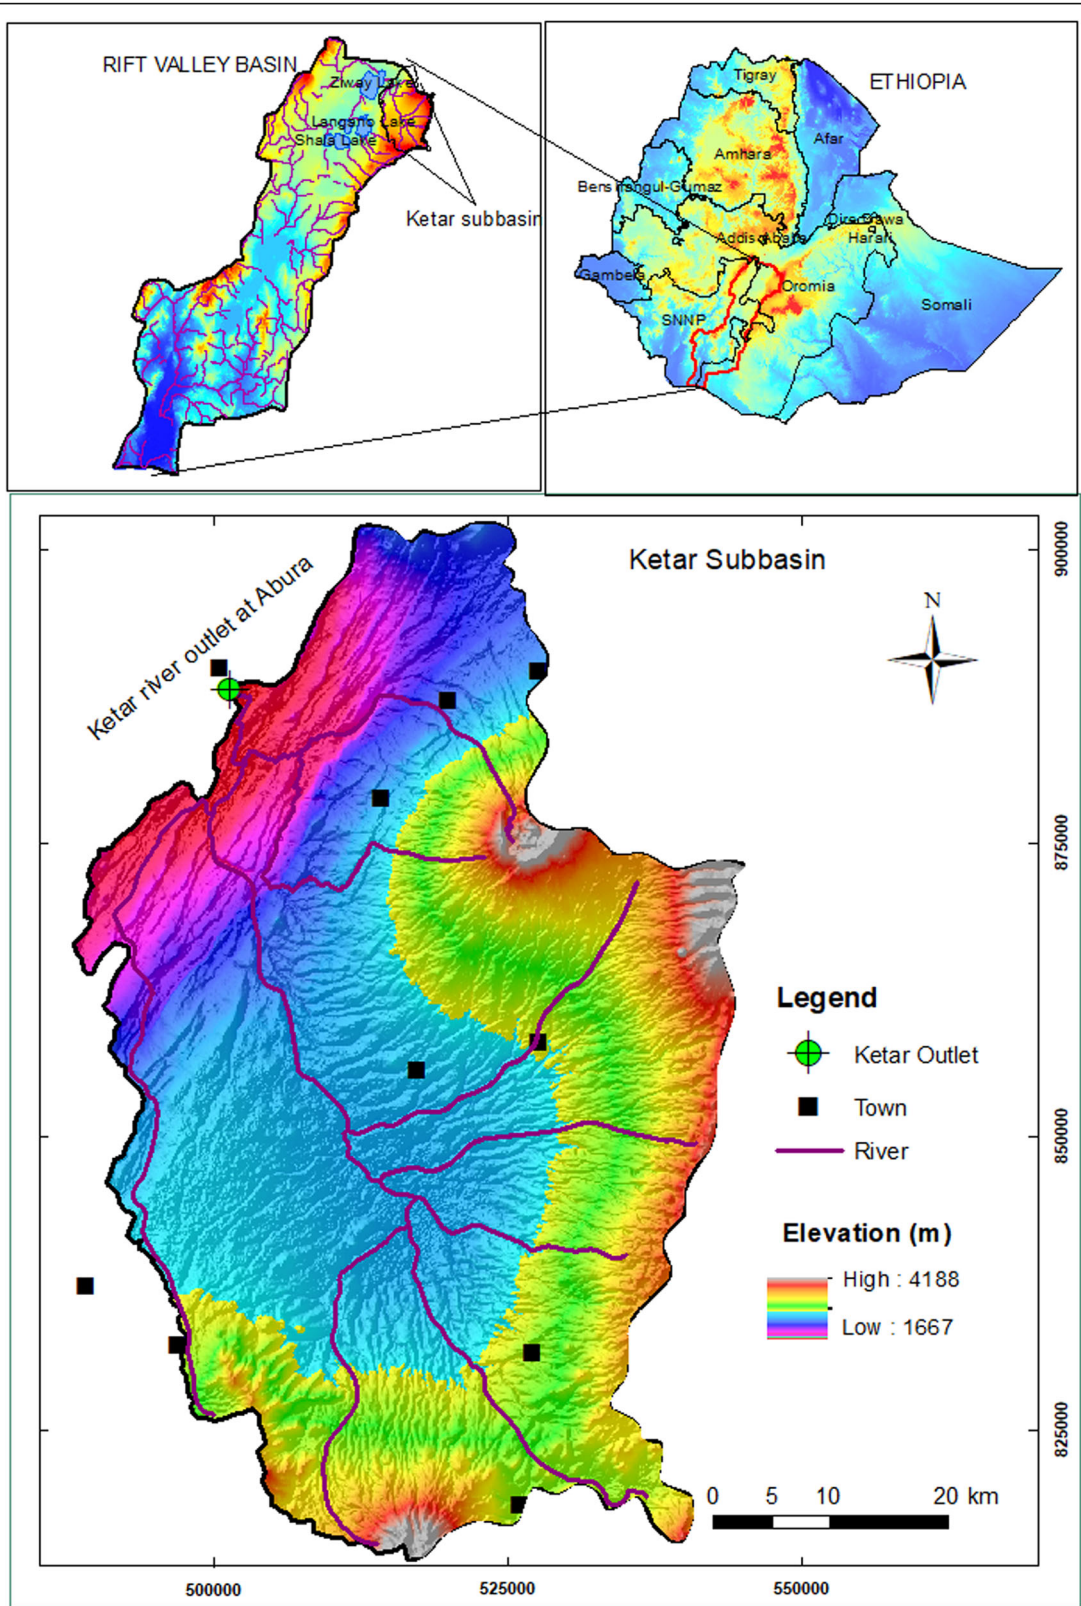 RIFT VALLEY BASIN
Ziway Lake
Langano Lake
Shala Lake
Ketar subbasin
ETHIOPIA
Tigray
Afar
Amhara
Benshangul-Gumaz
Dire Dawa
Addis Ababa
Harari
Gambela
Oromia
SNNP
Somali
Ketar Subbasin
Ketar river outlet at Abura
N
Legend
Ketar Outlet
Town
River
Elevation (m)
High : 4188
Low : 1667
0 5 10 20 km
900000
875000
850000
825000
500000 525000 550000